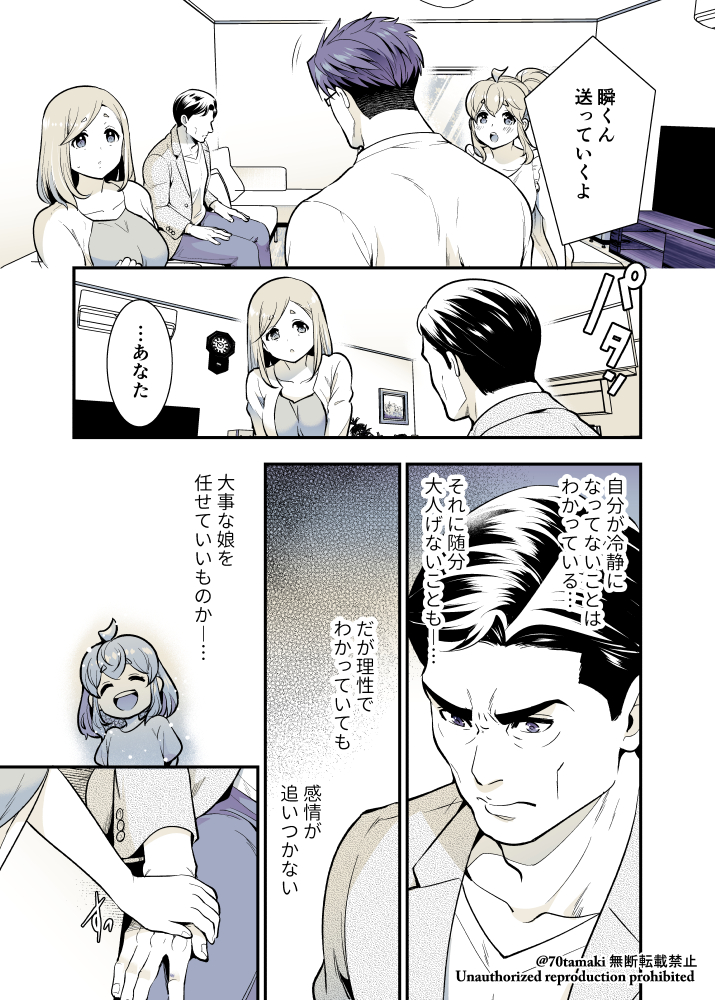 瞬くん
送っていくよ
パタンッ
…あなた
自分が冷静に
なってないことは
わかっている…
それに随分
大人げないことも―…
だが理性で
わかっていても
感情が
追いつかない
大事な娘を
任せていいものか―…
@70tamaki 無断転載禁止
Unauthorized reproduction prohibited